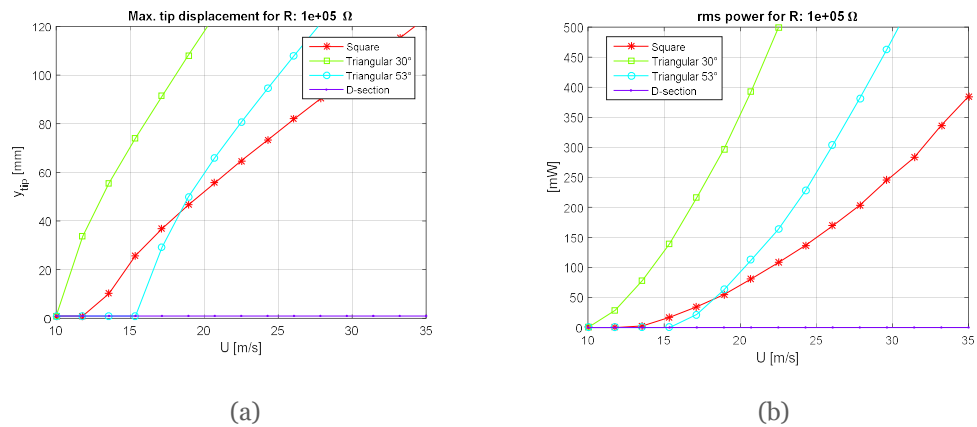 Max. tip displacement for R: 1e+05 Ω
120
100
80
60
40
20
0
y_tip [mm]
Square
Triangular 30°
Triangular 53°
D-section
10
15
20
25
30
35
U [m/s]
(a)
rms power for R: 1e+05 Ω
500
450
400
350
300
250
200
150
100
50
0
[mW]
Square
Triangular 30°
Triangular 53°
D-section
10
15
20
25
30
35
U [m/s]
(b)